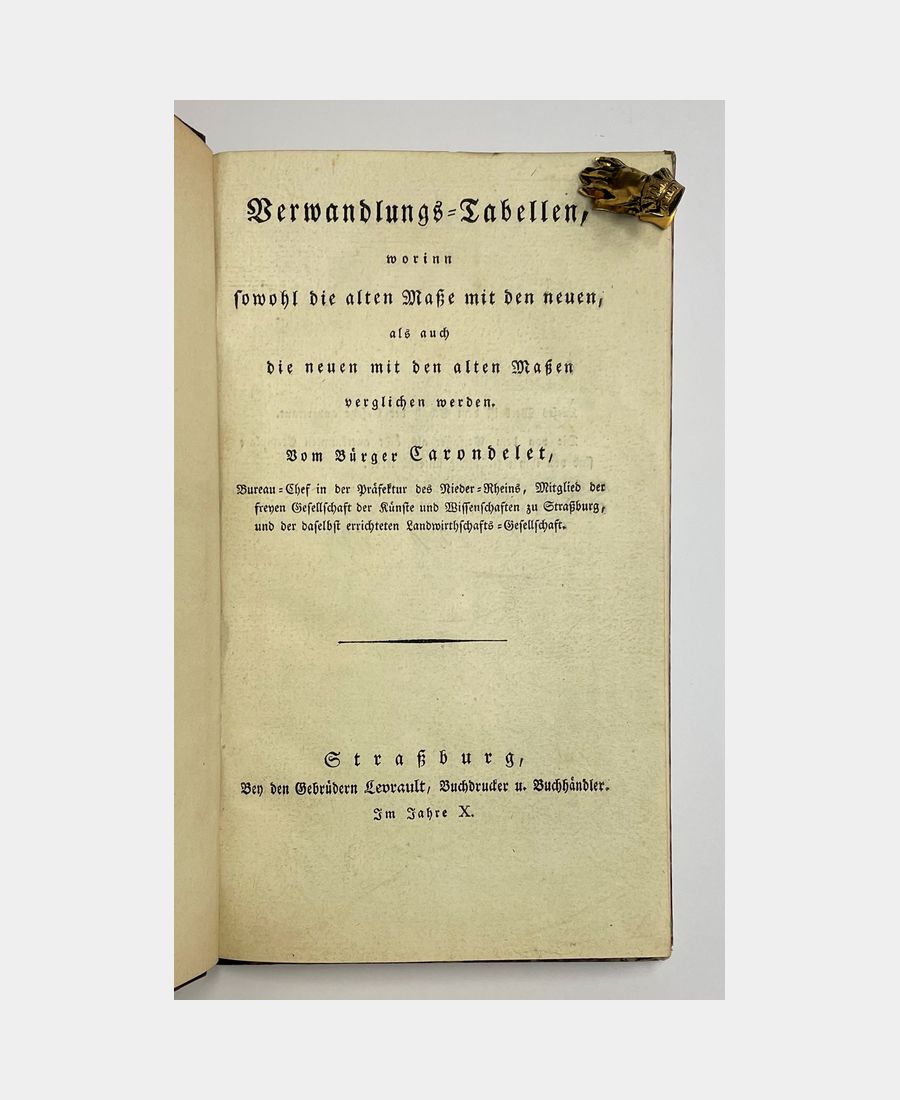 Verwandlungs-Tabellen,
worinn
sowohl die alten Maße mit den neuen,
als auch
die neuen mit den alten Maßen
verglichen werden.
Vom Bürger Carondelet,
Bureau-Chef in der Präfektur des Nieder-Rheins, Mitglied der
freyen Gesellschaft der Künste und Wissenschaften zu Straßburg,
und der daselbst errichteten Landwirthschafts-Gesellschaft.
Straßburg,
Bey den Gebrüdern Levrault, Buchdrucker u. Buchhändler.
Im Jahre X.